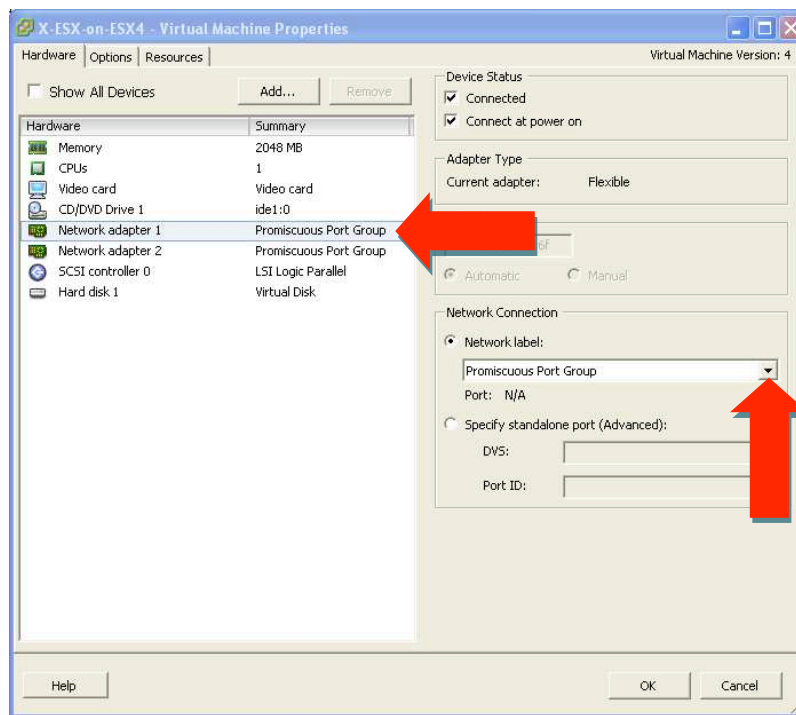 X-ESX-on-ESX4 - Virtual Machine Properties
Hardware Options Resources
Virtual Machine Version: 4
Show All Devices
Add...
Remove
Hardware Summary
Memory 2048 MB
CPUs 1
Video card Video card
CD/DVD Drive 1 ide1:0
Network adapter 1 Promiscuous Port Group
Network adapter 2 Promiscuous Port Group
SCSI controller 0 LSI Logic Parallel
Hard disk 1 Virtual Disk
Device Status
Connected
Connect at power on
Adapter Type
Current adapter: Flexible
6f
Automatic Manual
Network Connection
Network label:
Promiscuous Port Group
Port: N/A
Specify standalone port (Advanced):
DVS:
Port ID:
Help
OK
Cancel